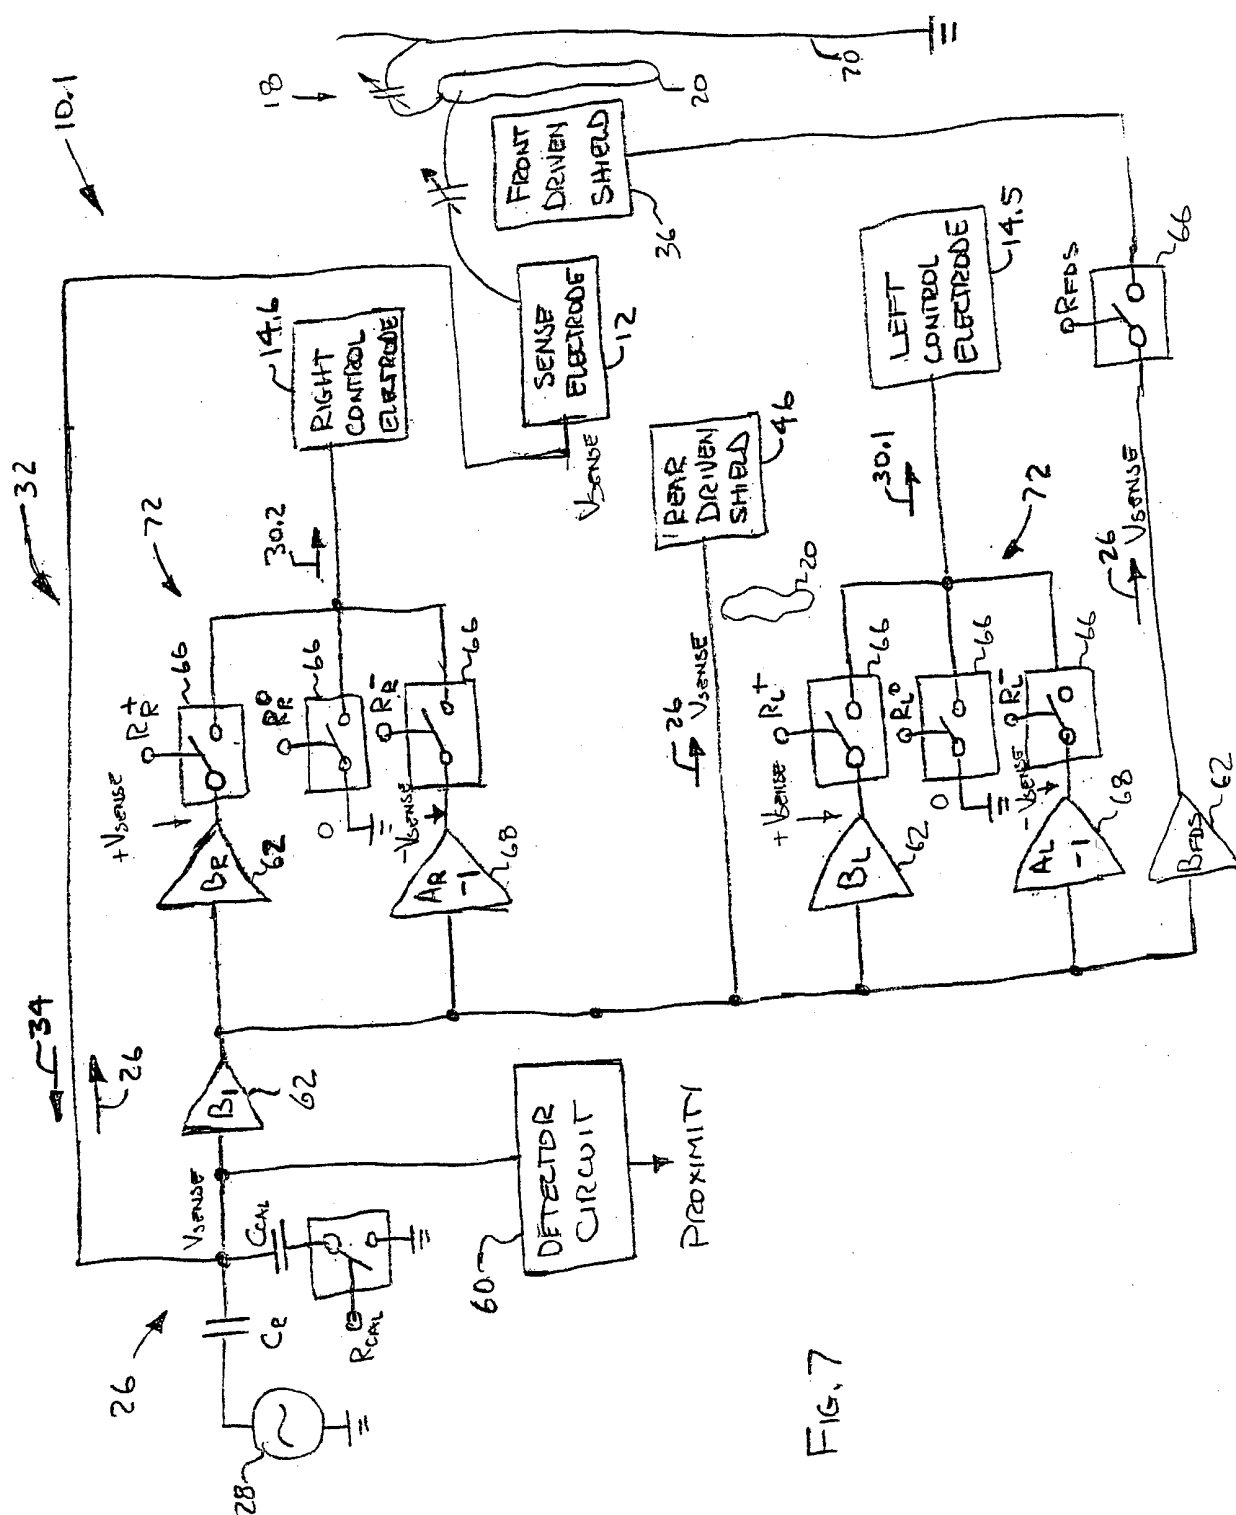 10.1
32
34
26
18
20
20
FRONT
DRIVEN
SHIELD
36
14.6
RIGHT
CONTROL
ELECTRODE
SENSE
ELECTRODE
12
VSENSE
30.2
72
RR+
66
RR0
66
RR-
66
+VSENSE
0
-VSENSE
BR
62
AR
-1
68
REAR
DRIVEN
SHIELD
46
26
VSENSE
20
LEFT
CONTROL
ELECTRODE
14.5
30.1
72
RFDS
66
26
VSENSE
RL+
66
RL0
66
RL-
66
+VSENSE
0
-VSENSE
BL
62
AL
-1
68
BFDS
62
B1
62
VSENSE
CCAL
RCAL
Ce
26
28
DETECTOR
CIRCUIT
60
PROXIMITY
FIG. 7